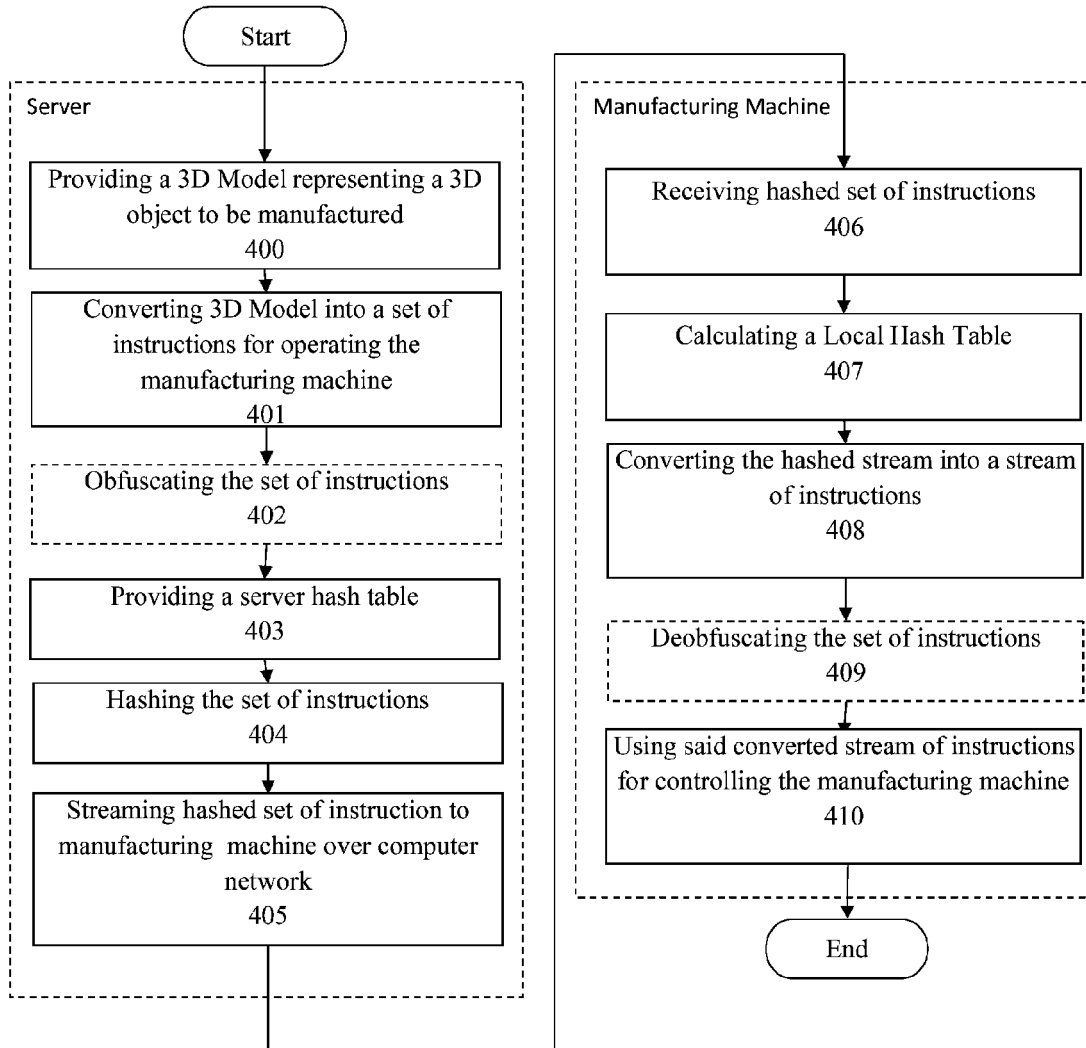 Start
Server
Providing a 3D Model representing a 3D
object to be manufactured
400
Converting 3D Model into a set of
instructions for operating the
manufacturing machine
401
Obfuscating the set of instructions
402
Providing a server hash table
403
Hashing the set of instructions
404
Streaming hashed set of instruction to
manufacturing machine over computer
network
405
Manufacturing Machine
Receiving hashed set of instructions
406
Calculating a Local Hash Table
407
Converting the hashed stream into a stream
of instructions
408
Deobfuscating the set of instructions
409
Using said converted stream of instructions
for controlling the manufacturing machine
410
End